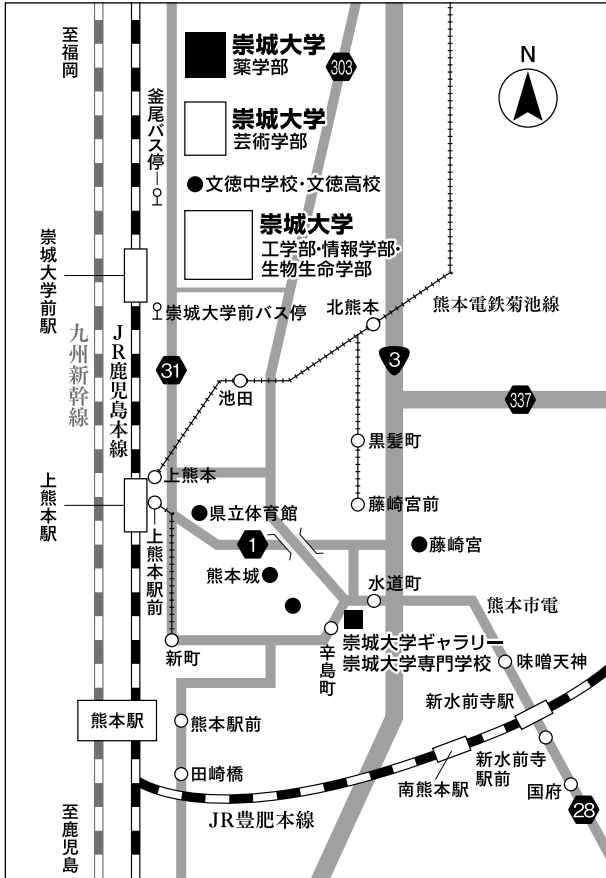 至福岡
釜尾バス停
崇城大学
薬学部
303
N
崇城大学
芸術学部
文徳中学校・文徳高校
崇城大学
工学部・情報学部・
生物生命学部
崇城大学前駅
崇城大学前バス停
北熊本
熊本電鉄菊池線
九州新幹線
JR鹿児島本線
31
3
池田
337
黒髪町
上熊本
上熊本駅
上熊本駅前
県立体育館
藤崎宮前
1
藤崎宮
熊本城
水道町
熊本市電
崇城大学ギャラリー
崇城大学専門学校
辛島町
新町
味噌天神
新水前寺駅
熊本駅
熊本駅前
新水前寺
駅前
田崎橋
南熊本駅
国府
28
JR豊肥本線
至鹿児島